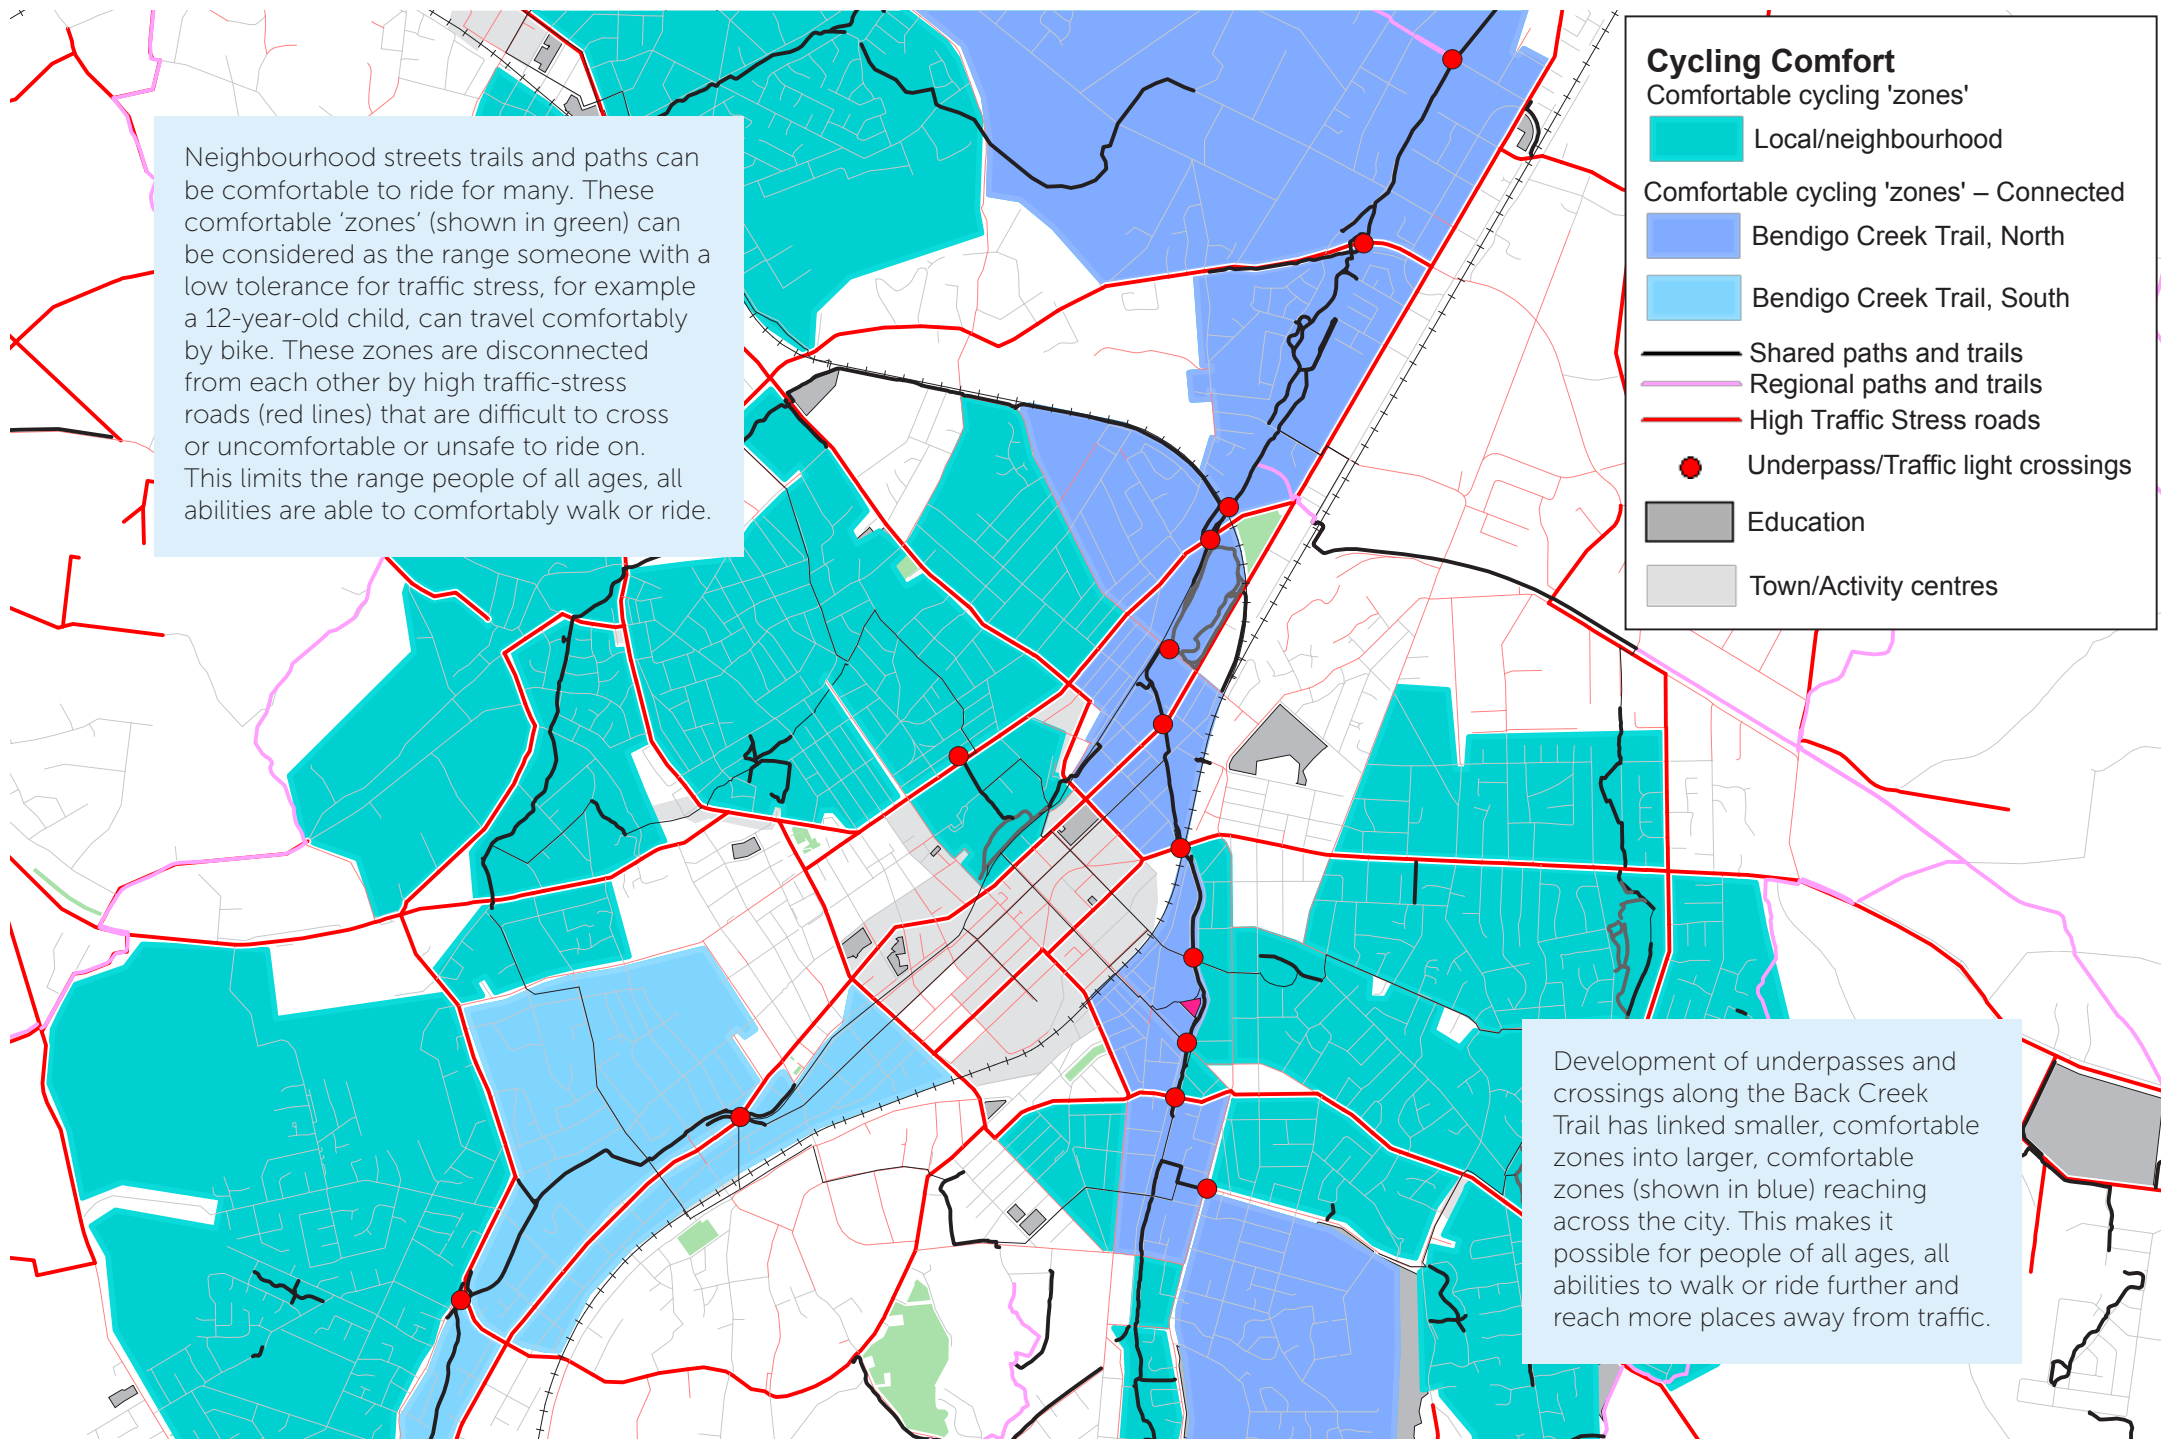 Neighbourhood streets trails and paths can
be comfortable to ride for many. These
comfortable ‘zones’ (shown in green) can
be considered as the range someone with a
low tolerance for traffic stress, for example
a 12-year-old child, can travel comfortably
by bike. These zones are disconnected
from each other by high traffic-stress
roads (red lines) that are difficult to cross
or uncomfortable or unsafe to ride on.
This limits the range people of all ages, all
abilities are able to comfortably walk or ride.
Cycling Comfort
Comfortable cycling 'zones'
Local/neighbourhood
Comfortable cycling 'zones' – Connected
Bendigo Creek Trail, North
Bendigo Creek Trail, South
Shared paths and trails
Regional paths and trails
High Traffic Stress roads
Underpass/Traffic light crossings
Education
Town/Activity centres
Development of underpasses and
crossings along the Back Creek
Trail has linked smaller, comfortable
zones into larger, comfortable
zones (shown in blue) reaching
across the city. This makes it
possible for people of all ages, all
abilities to walk or ride further and
reach more places away from traffic.